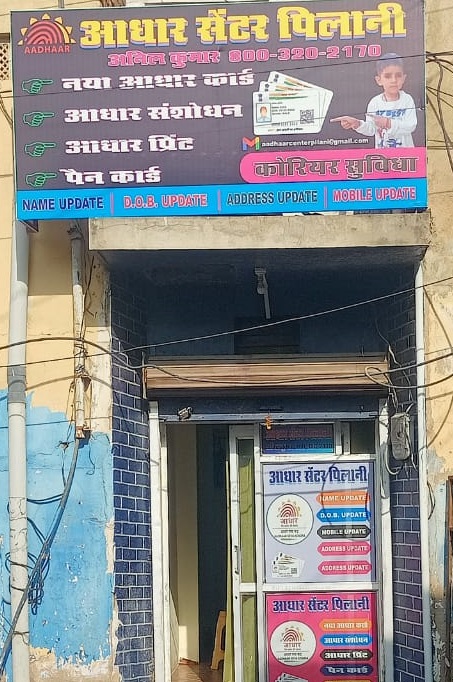 आधार सेंटर पिलानी
AADHAAR
अनिल कुमार 800-320-2170
नया आधार कार्ड
आधार संशोधन
आधार प्रिंट
पैन कार्ड
aadhaarcenterpilani@gmail.com
कोरियर सुविधा
NAME UPDATE | D.O.B. UPDATE | ADDRESS UPDATE | MOBILE UPDATE
आधार सेंटर पिलानी
NAME UPDATE
D.O.B. UPDATE
MOBILE UPDATE
ADDRESS UPDATE
ADDRESS UPDATE
आधार
आधार सेंटर पिलानी
नया आधार कार्ड
आधार संशोधन
आधार प्रिंट
पैन कार्ड
आधार